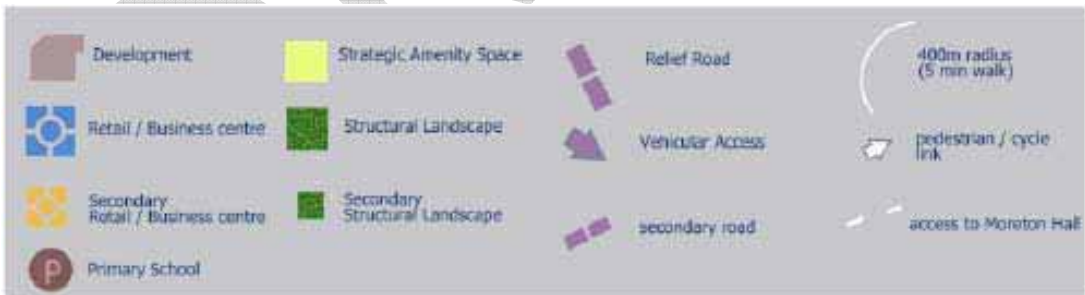 Development
Retail / Business centre
Secondary
Retail / Business centre
P
Primary School
Strategic Amenity Space
Structural Landscape
Secondary
Structural Landscape
Relief Road
Vehicular Access
secondary road
400m radius
(5 min walk)
pedestrian / cycle
link
access to Moreton Hall